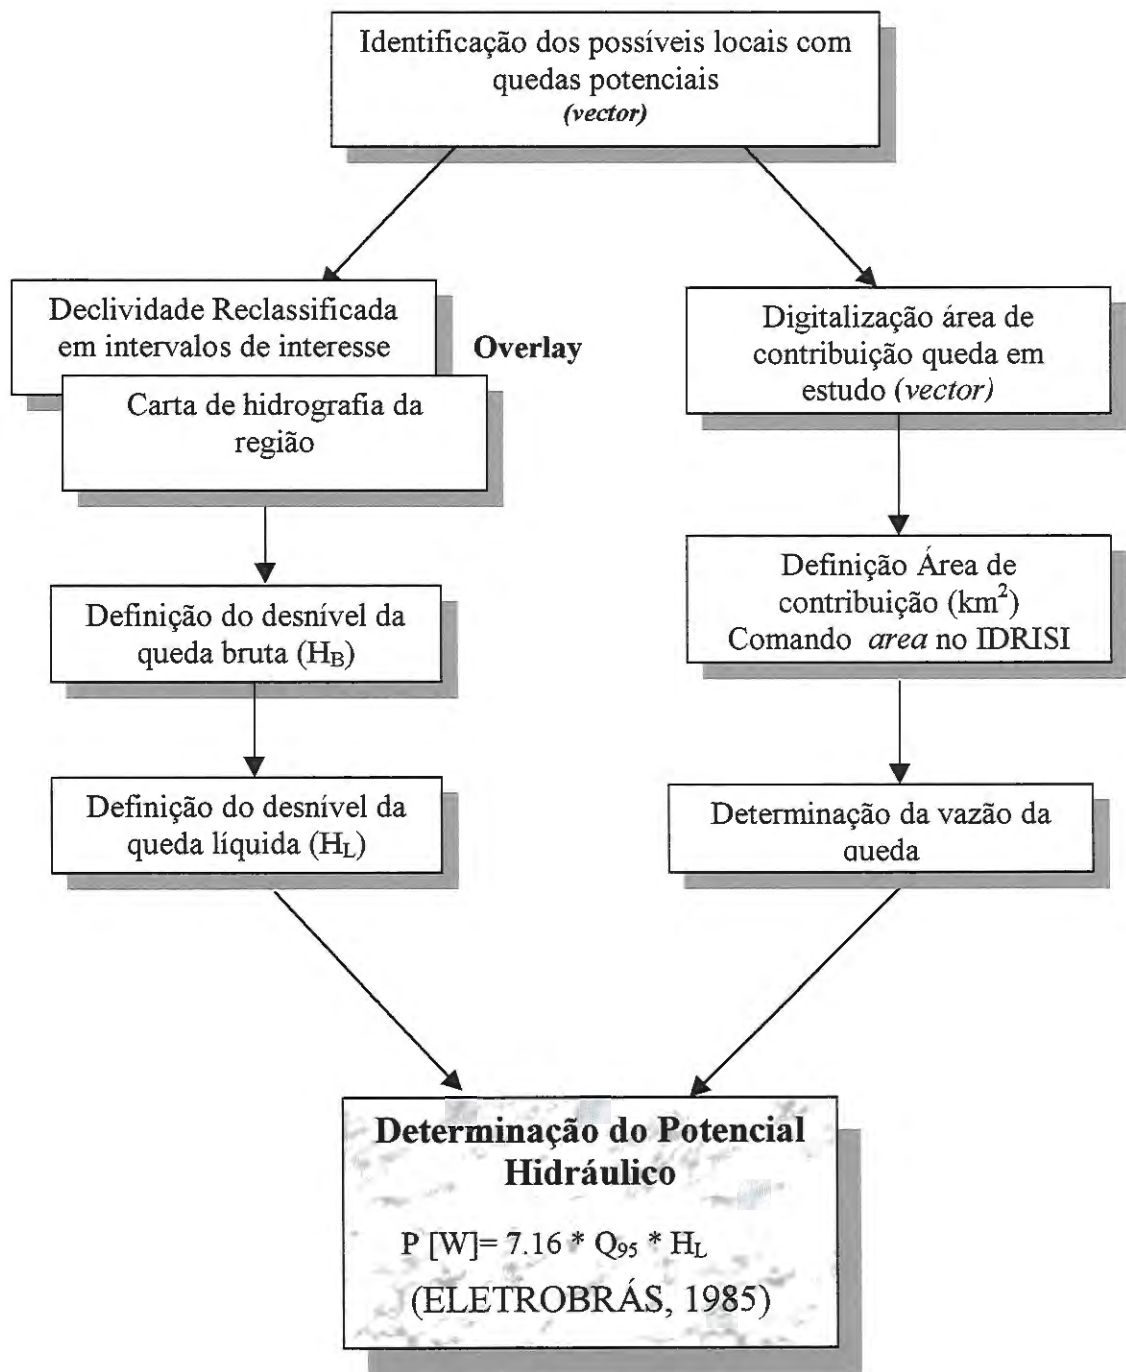 Identificação dos possíveis locais com
quedas potenciais
(vector)
Declividade Reclassificada
em intervalos de interesse
Overlay
Carta de hidrografia da
região
Definição do desnível da
queda bruta (H_B)
Definição do desnível da
queda líquida (H_L)
Digitalização área de
contribuição queda em
estudo (vector)
Definição Área de
contribuição (km²)
Comando area no IDRISI
Determinação da vazão da
queda
Determinação do Potencial
Hidráulico
P [W]= 7.16 * Q₉₅ * H_L
(ELETROBRÁS, 1985)